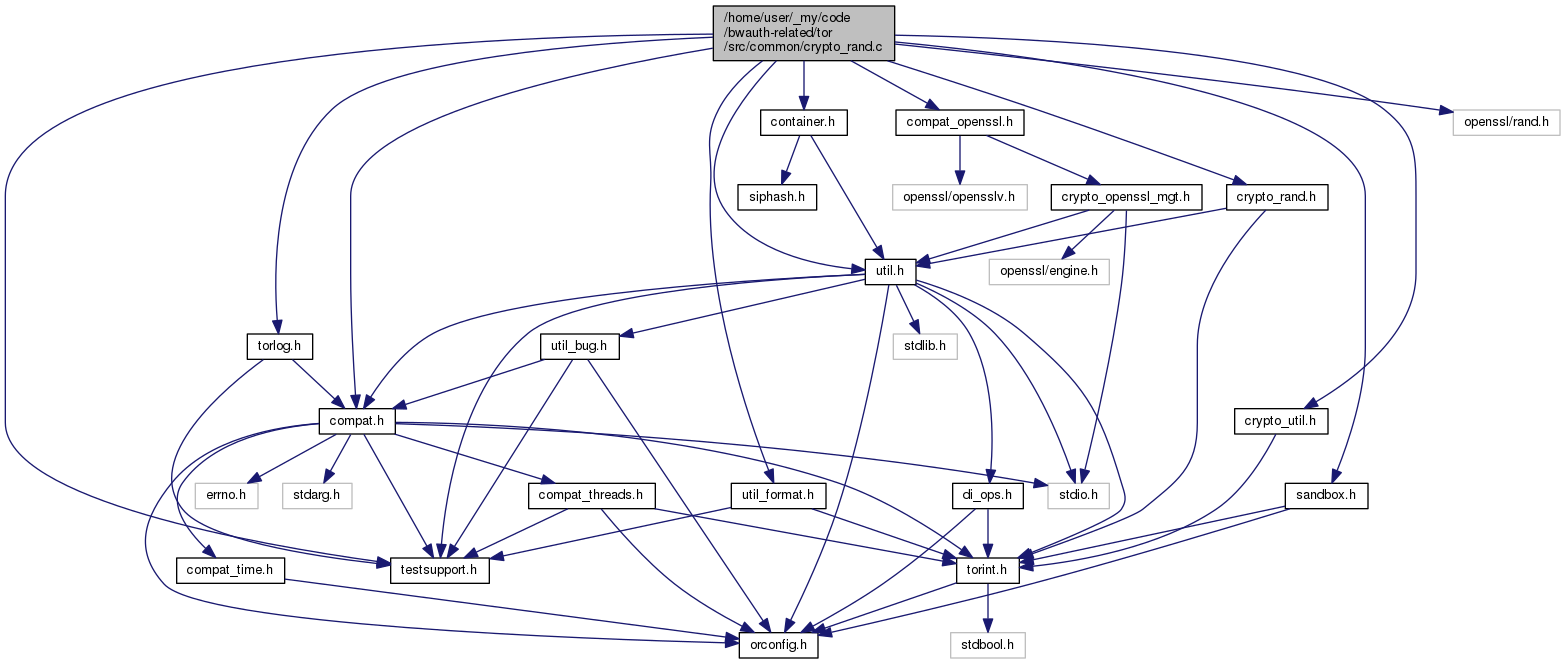 /home/user/_my/code
/bwauth-related/tor
/src/common/crypto_rand.c
container.h
compat_openssl.h
openssl/rand.h
siphash.h
openssl/opensslv.h
crypto_openssl_mgt.h
crypto_rand.h
util.h
openssl/engine.h
torlog.h
util_bug.h
stdlib.h
compat.h
crypto_util.h
errno.h
stdarg.h
compat_threads.h
util_format.h
di_ops.h
stdio.h
sandbox.h
compat_time.h
testsupport.h
torint.h
orconfig.h
stdbool.h